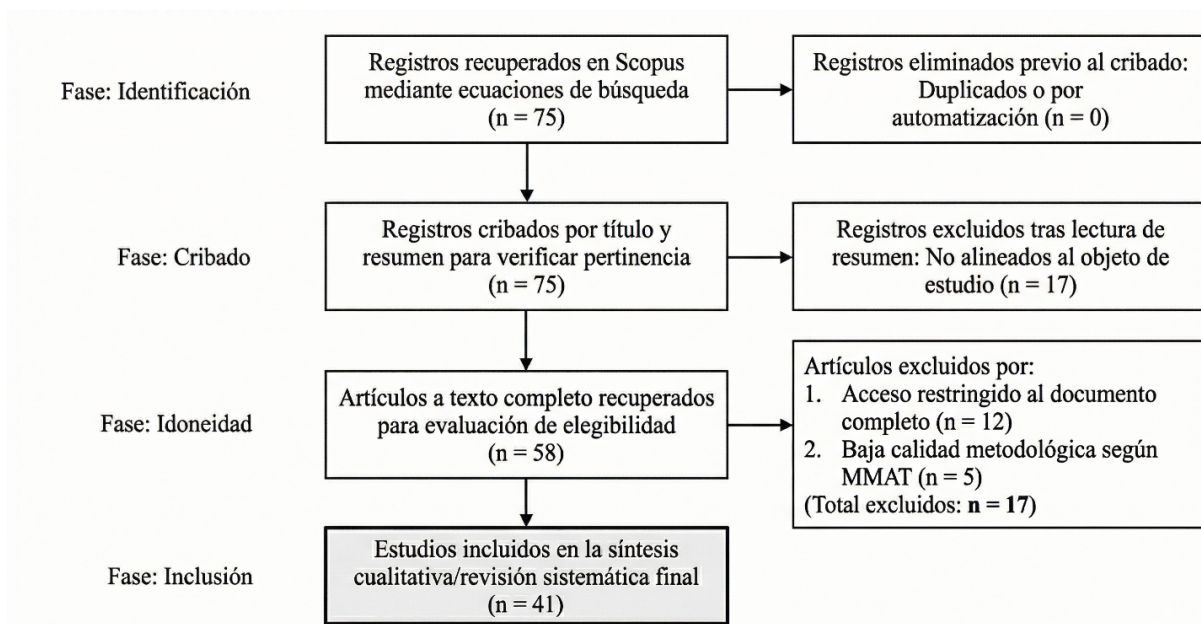 Fase: Identificación
Registros recuperados en Scopus
mediante ecuaciones de búsqueda
(n = 75)
Registros eliminados previo al cribado:
Duplicados o por
automatización (n = 0)
Fase: Cribado
Registros cribados por título y
resumen para verificar pertinencia
(n = 75)
Registros excluidos tras lectura de
resumen: No alineados al objeto de
estudio (n = 17)
Fase: Idoneidad
Artículos a texto completo recuperados
para evaluación de elegibilidad
(n = 58)
Artículos excluidos por:
1. Acceso restringido al documento
completo (n = 12)
2. Baja calidad metodológica según
MMAT (n = 5)
(Total excluidos: n = 17)
Fase: Inclusión
Estudios incluidos en la síntesis
cualitativa/revisión sistemática final
(n = 41)